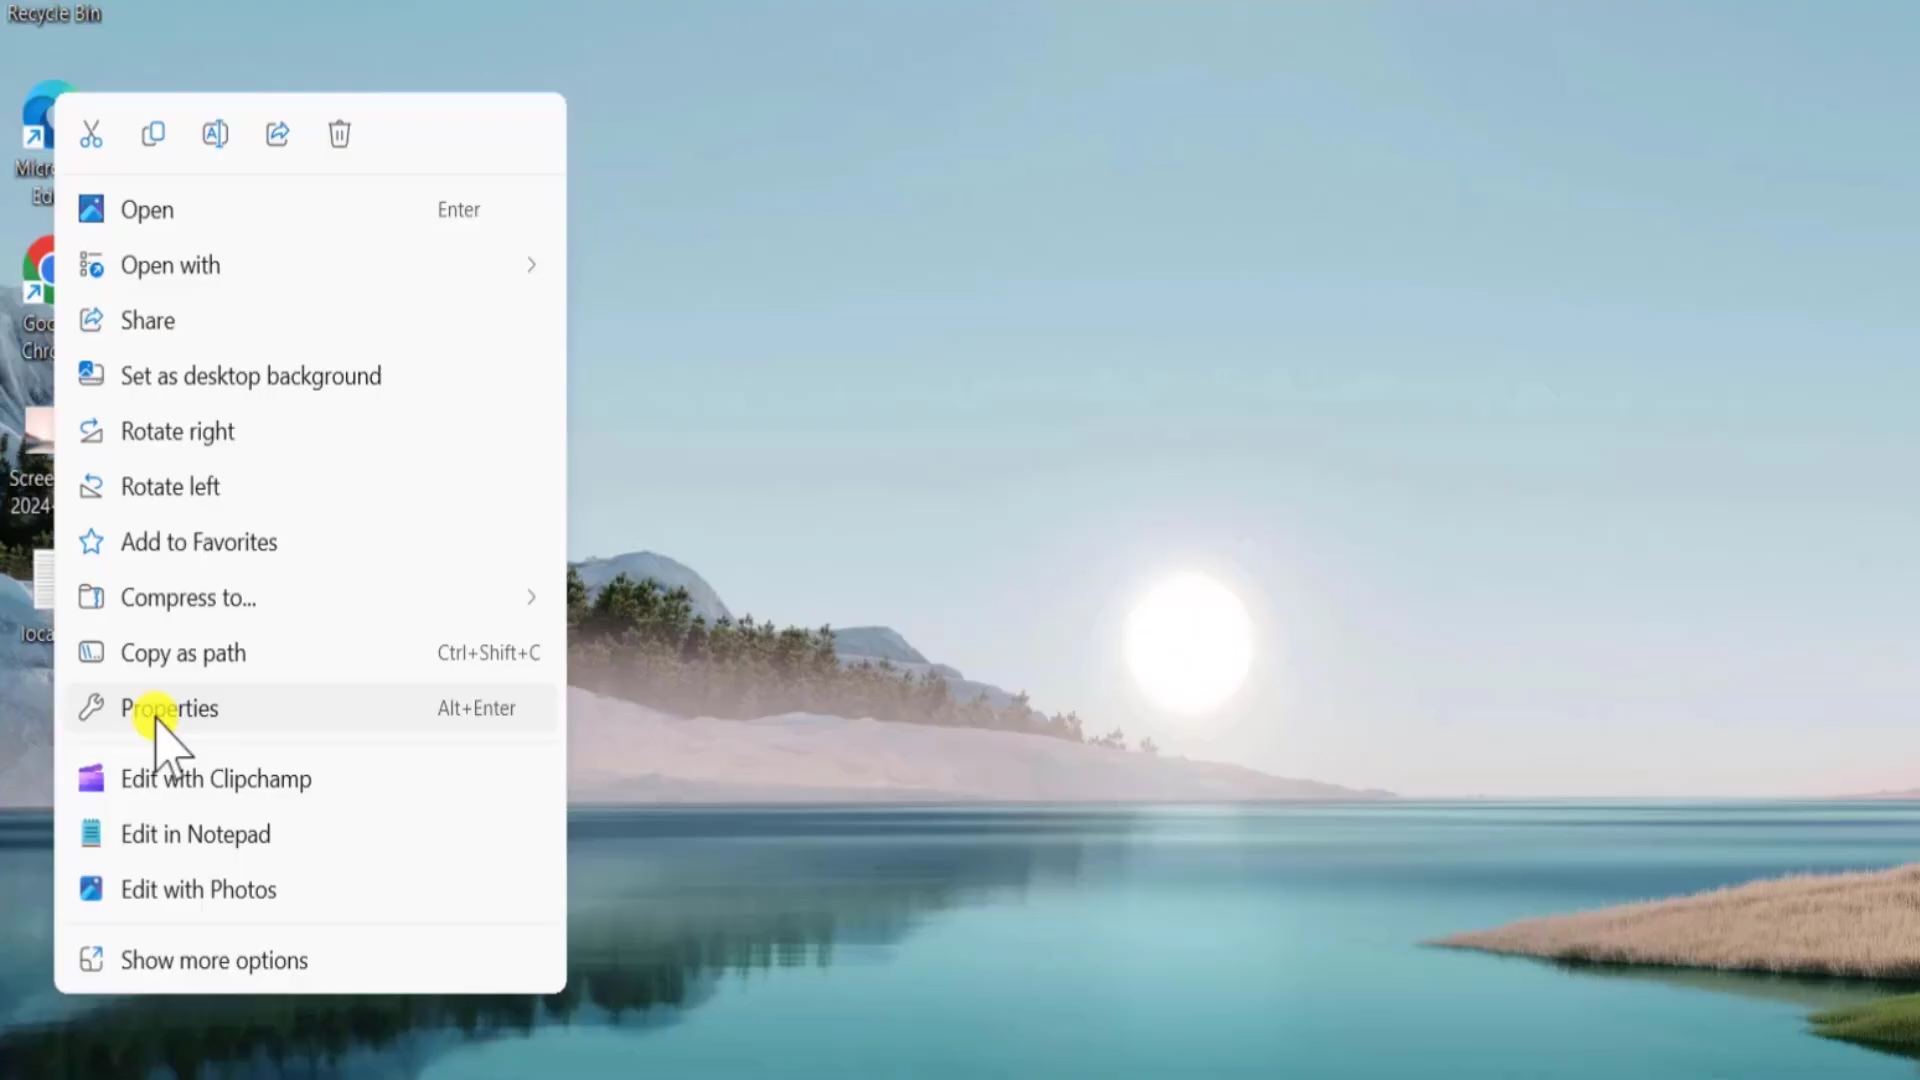 Recycle Bin
Open Enter
Open with
Share
Set as desktop background
Rotate right
Rotate left
Add to Favorites
Compress to...
Copy as path Ctrl+Shift+C
Properties Alt+Enter
Edit with Clipchamp
Edit in Notepad
Edit with Photos
Show more options